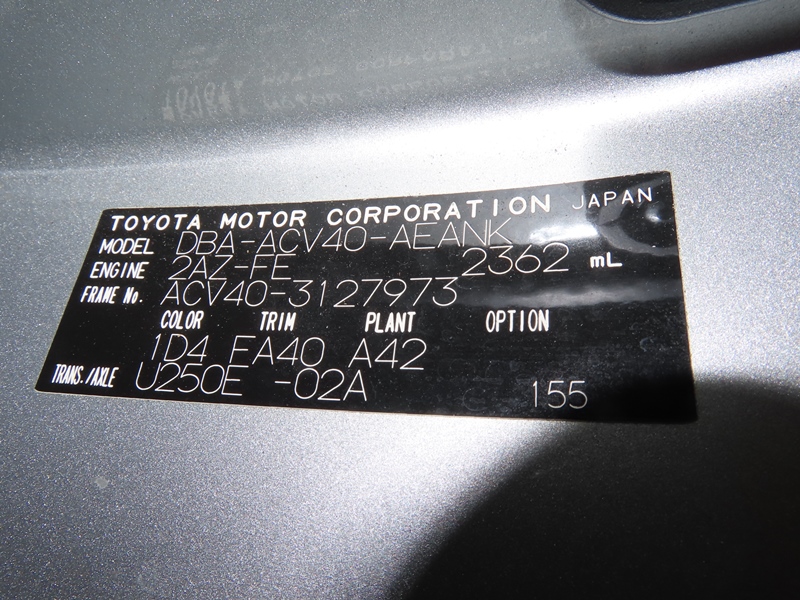 TOYOTA MOTOR CORPORATION JAPAN
MODEL DBA-ACV40-AEANK
ENGINE 2AZ-FE 2362 mL
FRAME No. ACV40-3127973
COLOR TRIM PLANT OPTION
1D4 FA40 A42
TRANS./AXLE U250E -02A 155